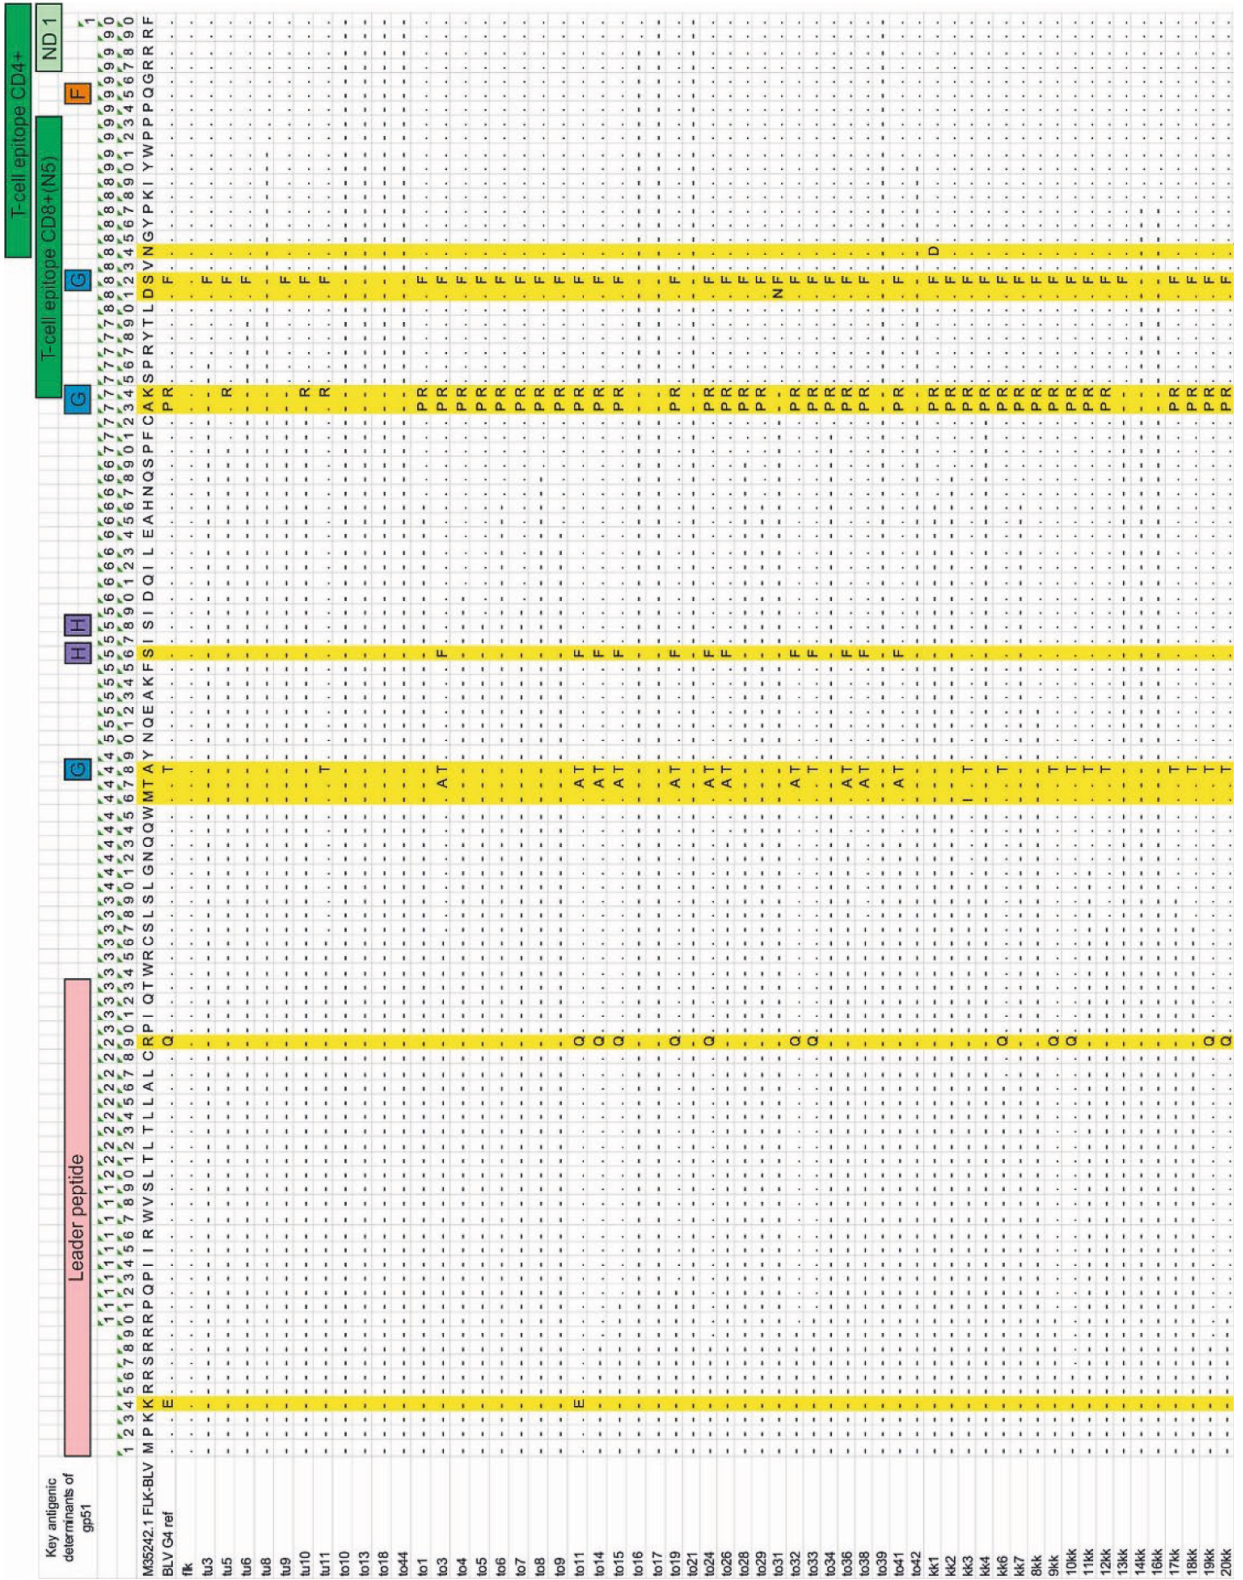 T-cell epitope CD4+
Key antigenic determinants of gp51 T-cell epitope CD8+(N5) ND 1
Leader peptide G H H G G F
M35242.1 FLK-BLV M P K K R R S R R R P Q P I I R W V S L T L T L L A L C R P I Q T W R C S L S L G N Q Q W M T A Y N Q E A K F S I S I D Q I L E A H N Q S P F C A K S P R Y T L D S V N G Y P K I Y W P P P Q G R R R F
BLV G4 ref E Q T P R F
flk
tu3 F
tu5 R F
tu6 F
tu8
tu9 F
tu10 R F
tu11 T R F
to10
to13
to18
to44
to1 P R F
to3 A T F P R F
to4 P R F
to5 P R F
to6 P R F
to7 P R F
to8 P R F
to9 P R F
to11 E Q A T F P R F
to14 Q A T F P R F
to15 Q A T F P R F
to16
to17
to19 Q A T F P R F
to21
to24 Q A T F P R F
to26 A T F P R F
to28 P R F
to29 P R F
to31 N F
to32 Q A T F P R F
to33 Q T F P R F
to34 P R F
to36 A T F P R F
to38 A T F P R F
to39
to41 A T F P R F
to42
kk1 P R F D
kk2 P R F
kk3 I T P R F
kk4 P R F
kk6 Q T P R F
kk7 P R F
8kk P R F
9kk Q T P R F
10kk Q T P R F
11kk T P R F
12kk T P R F
13kk F
14kk
16kk
17kk T P R F
18kk T P R F
19kk Q T P R F
20kk Q T P R F